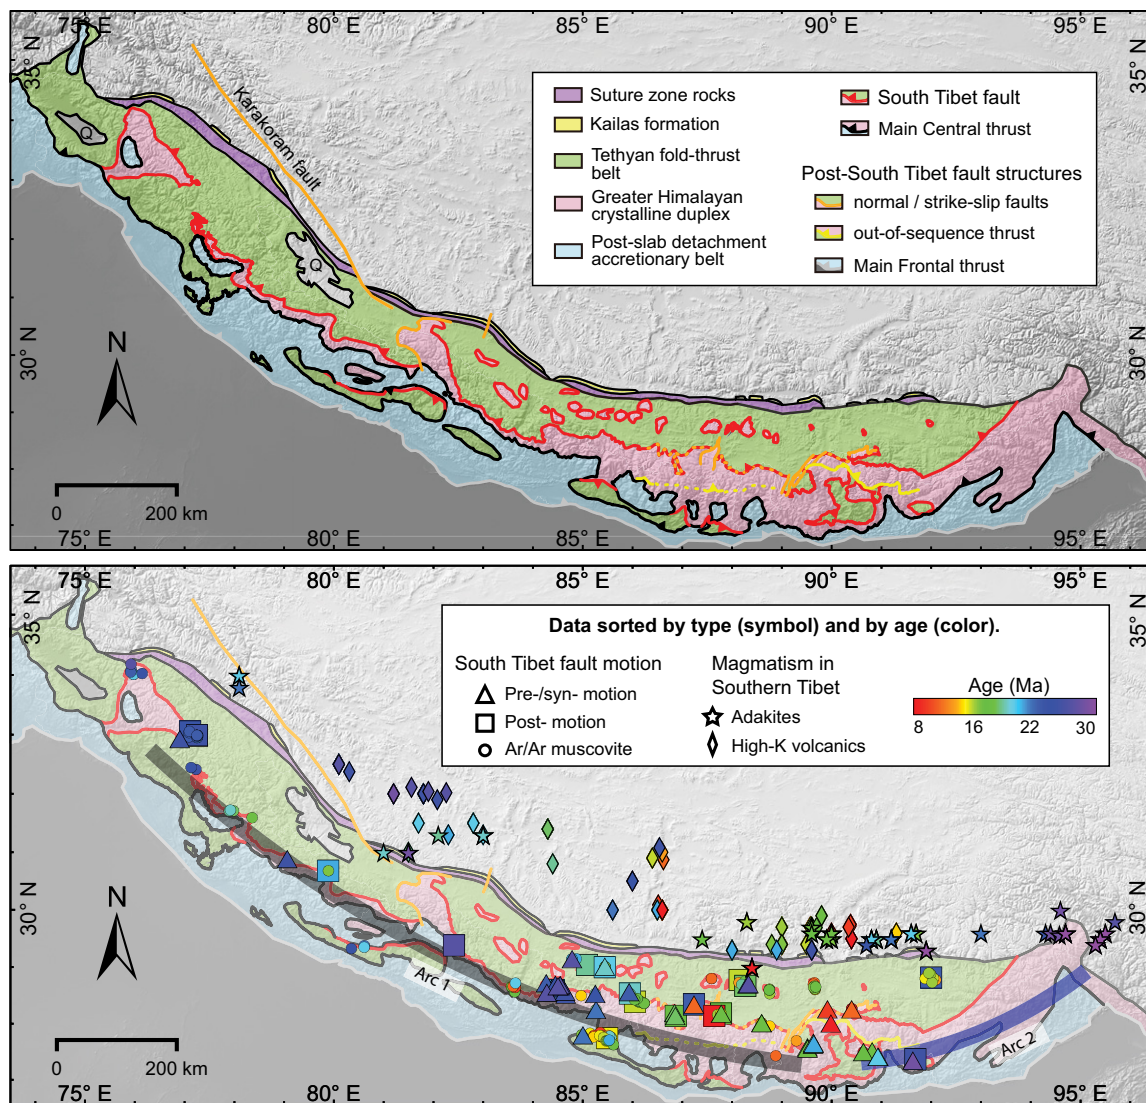 75° E
80° E
85° E
90° E
95° E
35° N
35° N
Karakoram fault
Q
Q
Suture zone rocks
Kailas formation
Tethyan fold-thrust
belt
Greater Himalayan
crystalline duplex
Post-slab detachment
accretionary belt
South Tibet fault
Main Central thrust
Post-South Tibet fault structures
normal / strike-slip faults
out-of-sequence thrust
Main Frontal thrust
30° N
30° N
N
0
200 km
75° E
80° E
85° E
90° E
95° E
75° E
80° E
85° E
90° E
95° E
35° N
35° N
Data sorted by type (symbol) and by age (color).
South Tibet fault motion
Pre-/syn- motion
Post- motion
Ar/Ar muscovite
Magmatism in
Southern Tibet
Adakites
High-K volcanics
Age (Ma)
8
16
22
30
30° N
30° N
N
Arc 1
Arc 2
0
200 km
75° E
80° E
85° E
90° E
95° E